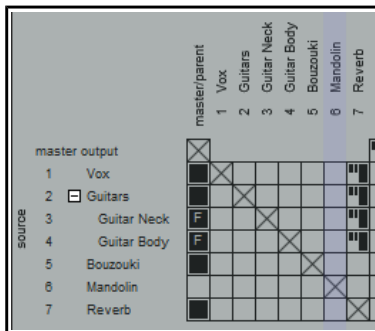 master/parent
1 Vox
2 Guitars
3 Guitar Neck
4 Guitar Body
5 Bouzouki
6 Mandolin
7 Reverb
source
master output
1 Vox
2 Guitars
3 Guitar Neck F
4 Guitar Body F
5 Bouzouki
6 Mandolin
7 Reverb